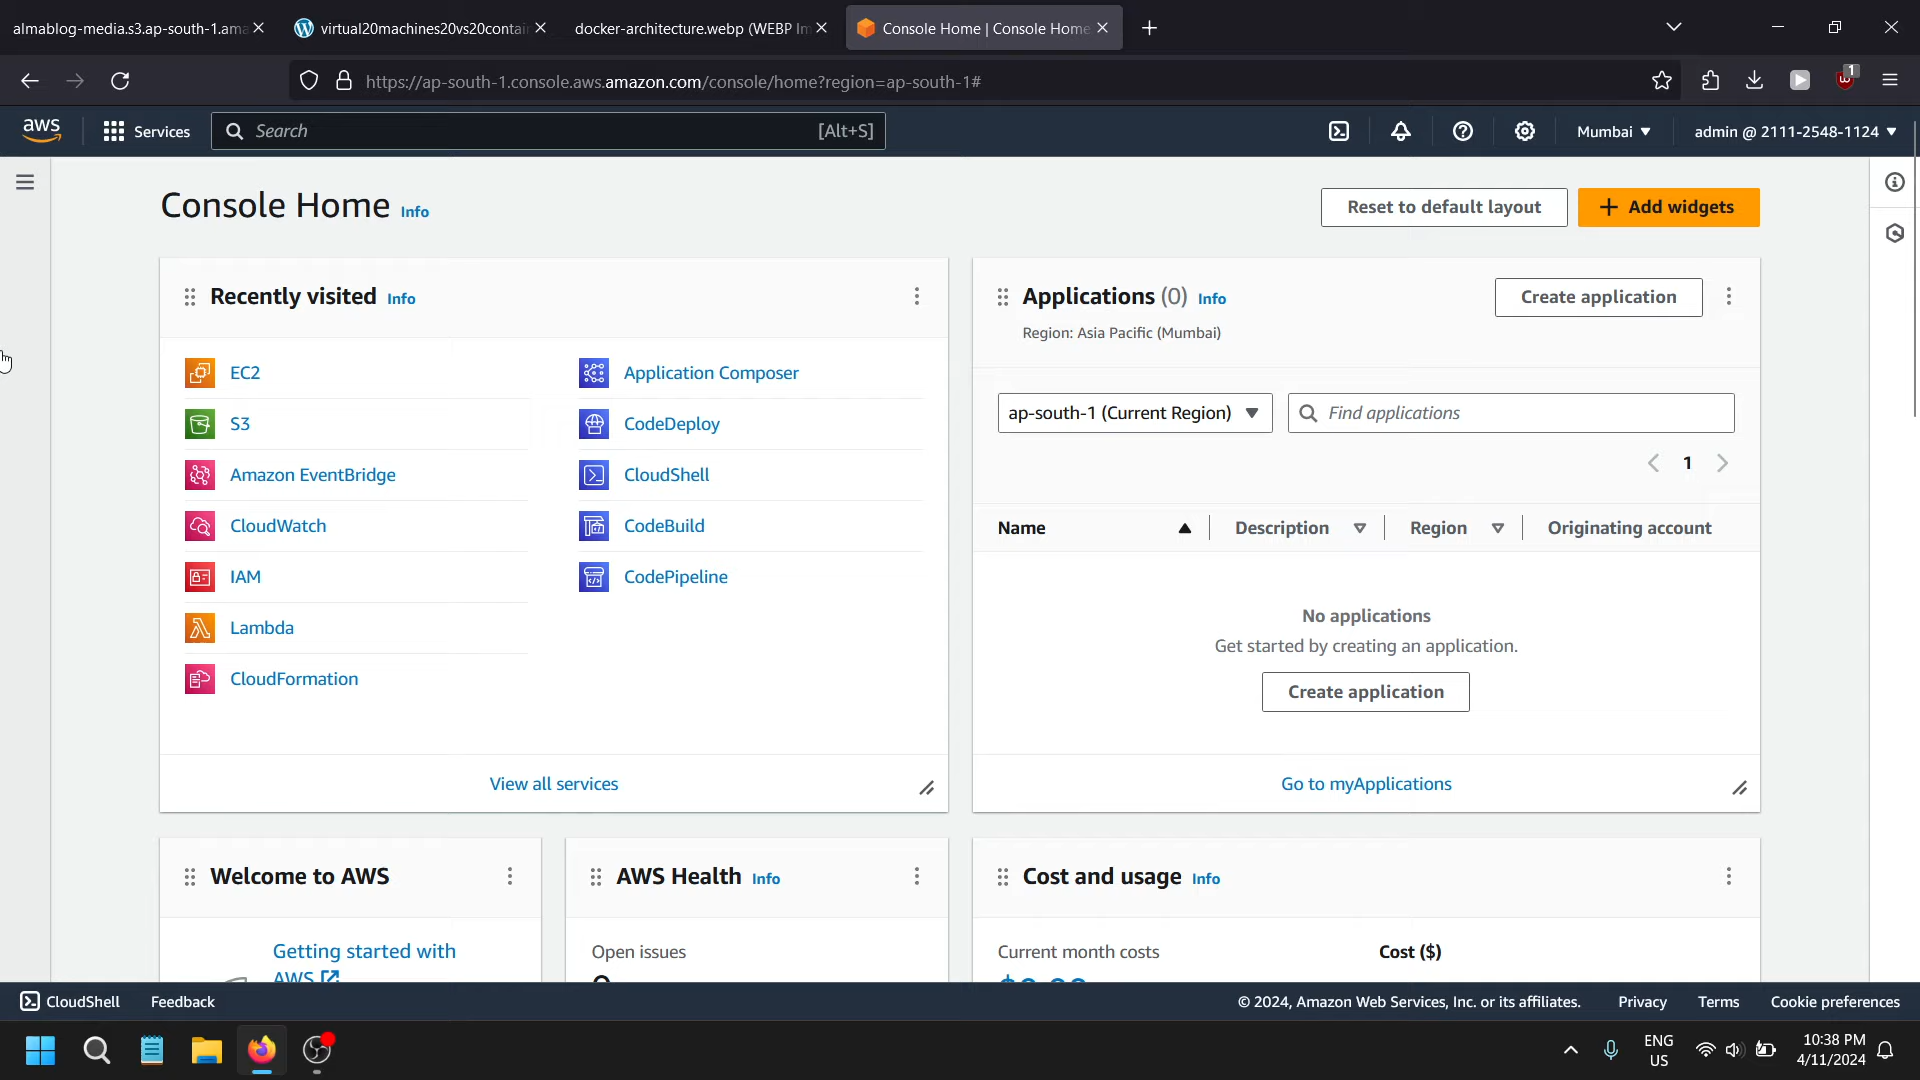 almablog-media.s3.ap-south-1.ama
virtual20machines20vs20contai
docker-architecture.webp (WEBP Im
Console Home | Console Home
https://ap-south-1.console.aws.amazon.com/console/home?region=ap-south-1#
1
aws
Services
Search
[Alt+S]
Mumbai
admin @ 2111-2548-1124
Console Home Info
Reset to default layout
Add widgets
Recently visited Info
EC2
S3
Amazon EventBridge
CloudWatch
IAM
Lambda
CloudFormation
Application Composer
CodeDeploy
CloudShell
CodeBuild
CodePipeline
View all services
Applications (0) Info
Region: Asia Pacific (Mumbai)
Create application
ap-south-1 (Current Region)
Find applications
1
Name
Description
Region
Originating account
No applications
Get started by creating an application.
Create application
Go to myApplications
Welcome to AWS
Getting started with
AWS
AWS Health Info
Open issues
Cost and usage Info
Current month costs
Cost ($)
CloudShell
Feedback
© 2024, Amazon Web Services, Inc. or its affiliates.
Privacy
Terms
Cookie preferences
ENG
US
10:38 PM
4/11/2024